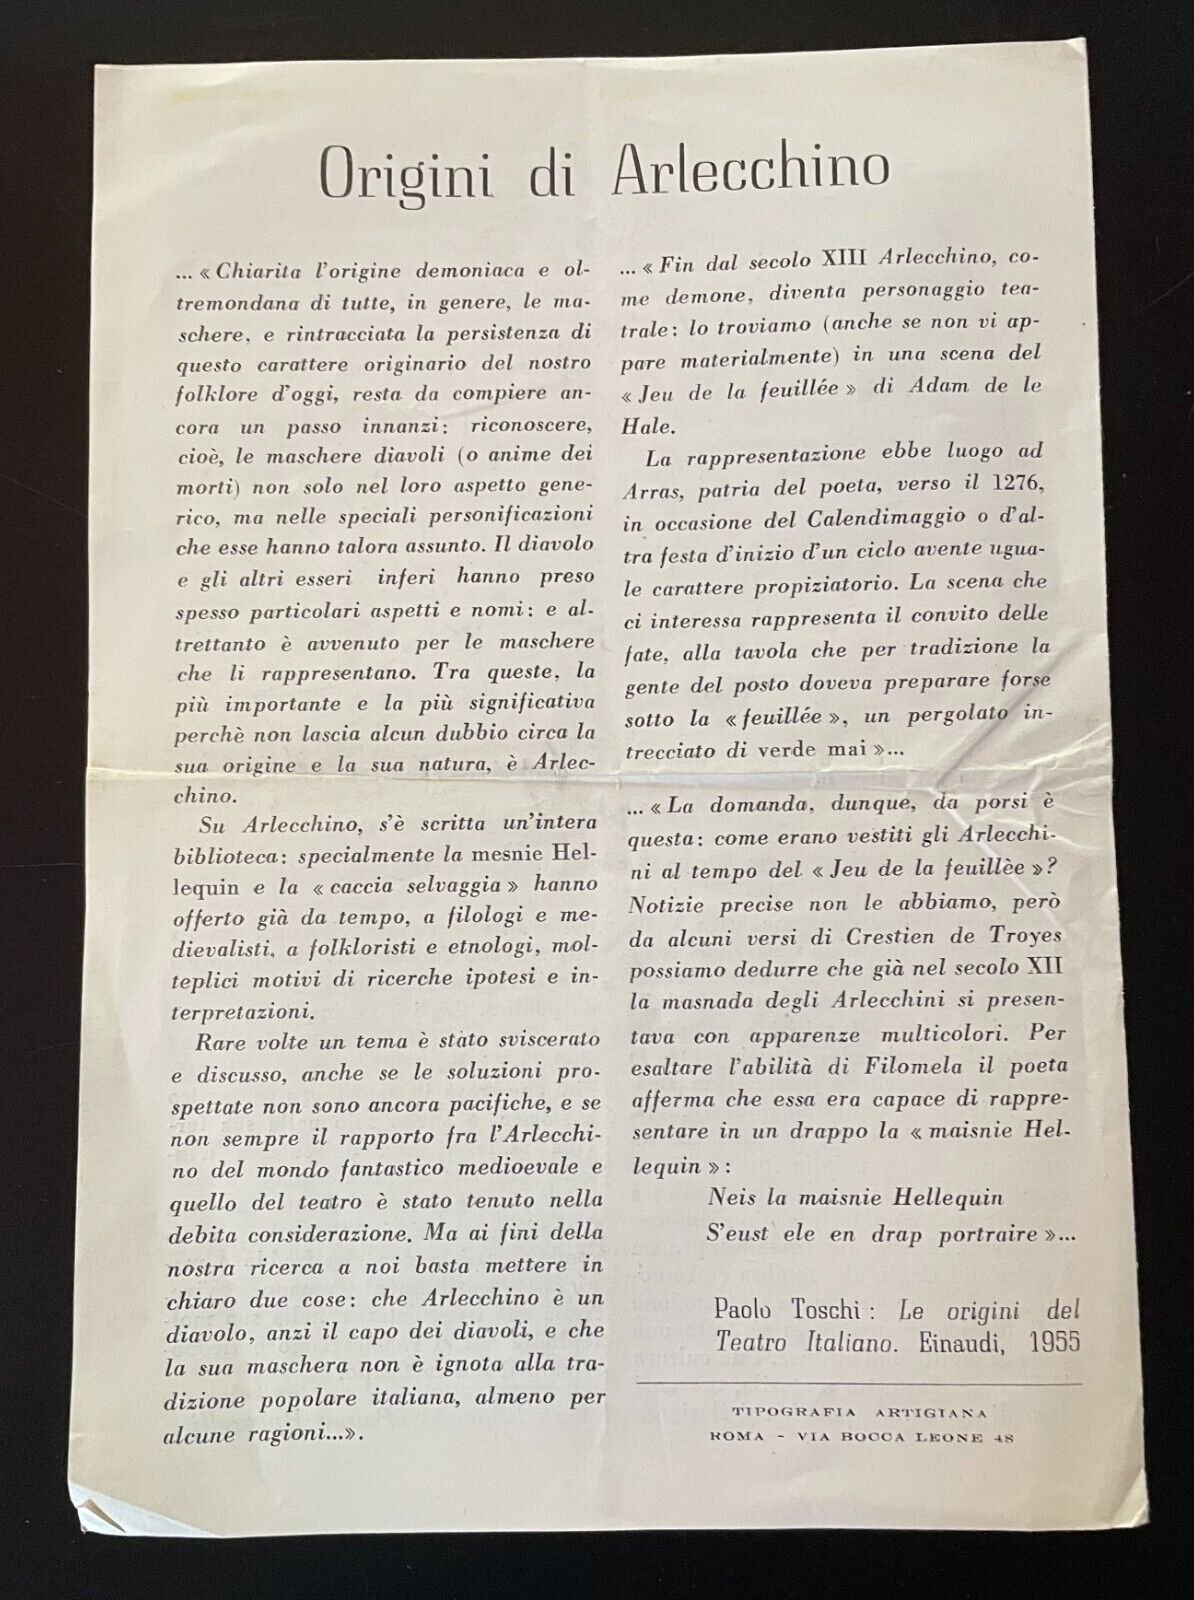 Origini di Arlecchino
... « Chiarita l'origine demoniaca e ol-
tremondana di tutte, in genere, le ma-
schere, e rintracciata la persistenza di
questo carattere originario del nostro
folklore d'oggi, resta da compiere an-
cora un passo innanzi: riconoscere,
cioè, le maschere diavoli (o anime dei
morti) non solo nel loro aspetto gene-
rico, ma nelle speciali personificazioni
che esse hanno talora assunto. Il diavolo
e gli altri esseri inferi hanno preso
spesso particolari aspetti e nomi: e al-
trettanto è avvenuto per le maschere
che li rappresentano. Tra queste, la
più importante e la più significativa
perchè non lascia alcun dubbio circa la
sua origine e la sua natura, è Arlec-
chino.
Su Arlecchino, s'è scritta un'intera
biblioteca: specialmente la mesnie Hel-
lequin e la « caccia selvaggia » hanno
offerto già da tempo, a filologi e me-
dievalisti, a folkloristi e etnologi, mol-
teplici motivi di ricerche ipotesi e in-
terpretazioni.
Rare volte un tema è stato sviscerato
e discusso, anche se le soluzioni pro-
spettate non sono ancora pacifiche, e se
non sempre il rapporto fra l'Arlecchi-
no del mondo fantastico medioevale e
quello del teatro è stato tenuto nella
debita considerazione. Ma ai fini della
nostra ricerca a noi basta mettere in
chiaro due cose: che Arlecchino è un
diavolo, anzi il capo dei diavoli, e che
la sua maschera non è ignota alla tra-
dizione popolare italiana, almeno per
alcune ragioni...».
... « Fin dal secolo XIII Arlecchino, co-
me demone, diventa personaggio tea-
trale: lo troviamo (anche se non vi ap-
pare materialmente) in una scena del
« Jeu de la feuillée » di Adam de le
Hale.
La rappresentazione ebbe luogo ad
Arras, patria del poeta, verso il 1276,
in occasione del Calendimaggio o d'al-
tra festa d'inizio d'un ciclo avente ugua-
le carattere propiziatorio. La scena che
ci interessa rappresenta il convito delle
fate, alla tavola che per tradizione la
gente del posto doveva preparare forse
sotto la « feuillée », un pergolato in-
trecciato di verde mai »...
... « La domanda, dunque, da porsi è
questa: come erano vestiti gli Arlecchi-
ni al tempo del « Jeu de la feuillèe »?
Notizie precise non le abbiamo, però
da alcuni versi di Crestien de Troyes
possiamo dedurre che già nel secolo XII
la masnada degli Arlecchini si presen-
tava con apparenze multicolori. Per
esaltare l'abilità di Filomela il poeta
afferma che essa era capace di rappre-
sentare in un drappo la « maisnie Hel-
lequin » :
Neis la maisnie Hellequin
S'eust ele en drap portraire »...
Paolo Toschi : Le origini del
Teatro Italiano. Einaudi, 1955
TIPOGRAFIA ARTIGIANA
ROMA - VIA BOCCA LEONE 48